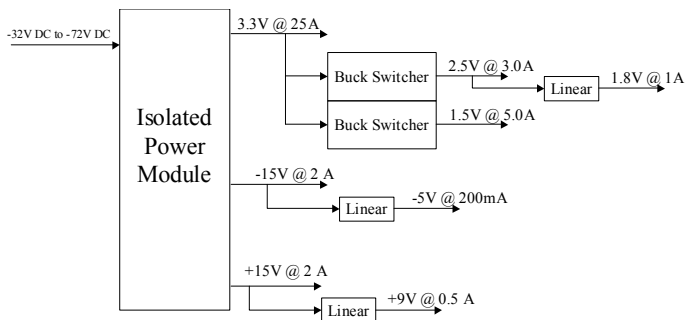 -32V DC to -72V DC
3.3V @ 25A
Buck Switcher
2.5V @ 3.0A
Linear
1.8V @ 1A
Buck Switcher
1.5V @ 5.0A
Isolated
Power
Module
-15V @ 2 A
Linear
-5V @ 200mA
+15V @ 2 A
Linear
+9V @ 0.5 A